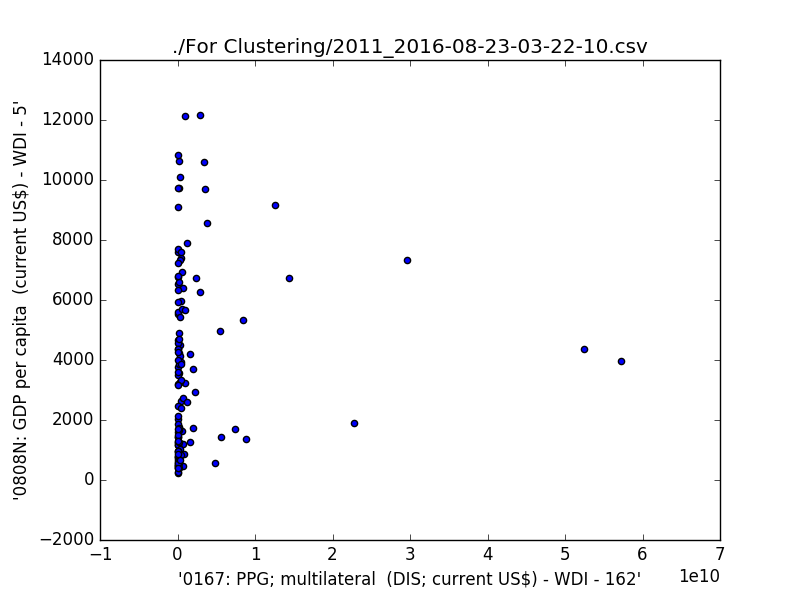 ./For Clustering/2011_2016-08-23-03-22-10.csv
14000
12000
10000
8000
6000
4000
2000
0
−2000
'0808N: GDP per capita  (current US$) - WDI - 5'
−1 0 1 2 3 4 5 6 7
1e10
'0167: PPG; multilateral  (DIS; current US$) - WDI - 162'